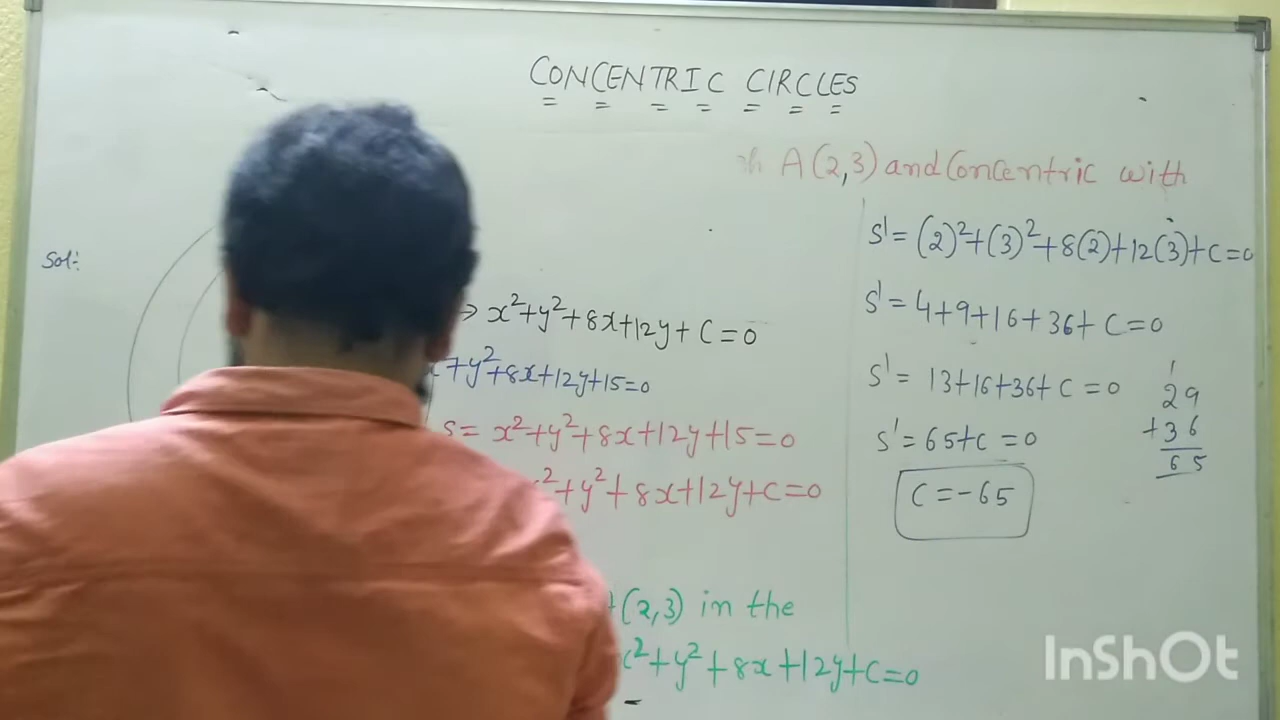 CONCENTRIC CIRCLES
A(2,3) and Concentric with
Sol:
→ x²+y²+8x+12y+C=0
+y²+8x+12y+15=0
S= x²+y²+8x+12y+15=0
x²+y²+8x+12y+C=0
A(2,3) in the
x²+y²+8x+12y+C=0
S'= (2)²+(3)²+8(2)+12(3)+C=0
S'= 4+9+16+36+C=0
S'= 13+16+36+C=0
S'= 65+C=0
C=-65
1
29
+36
65
InShOt